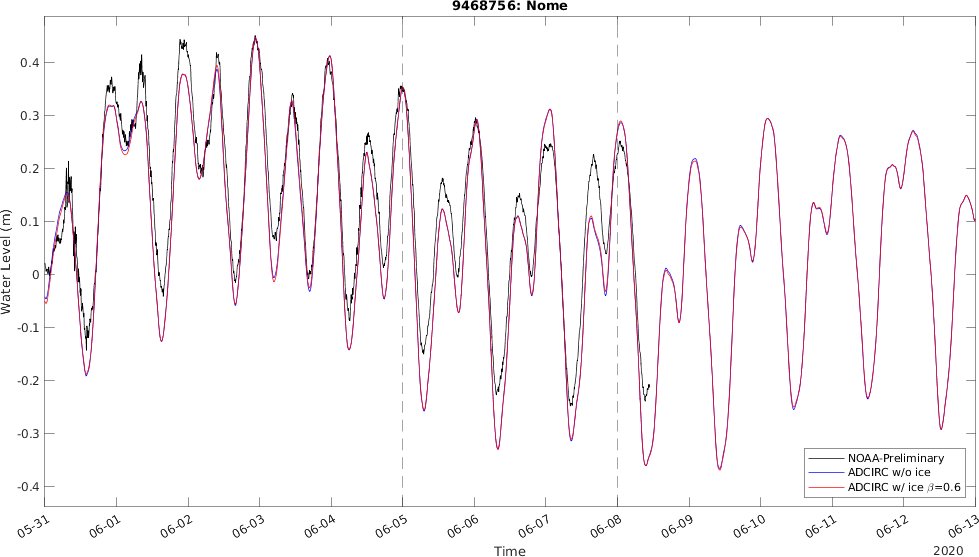 9468756: Nome
Water Level (m)
0.4
0.3
0.2
0.1
0
-0.1
-0.2
-0.3
-0.4
NOAA-Preliminary
ADCIRC w/o ice
ADCIRC w/ ice β=0.6
05-31 06-01 06-02 06-03 06-04 06-05 06-06 06-07 06-08 06-09 06-10 06-11 06-12 06-13
Time
2020